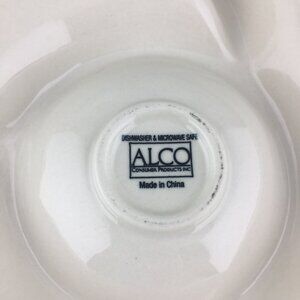 DISHWASHER & MICROWAVE SAFE
ALCO
CONSUMER PRODUCTS INC
Made in China